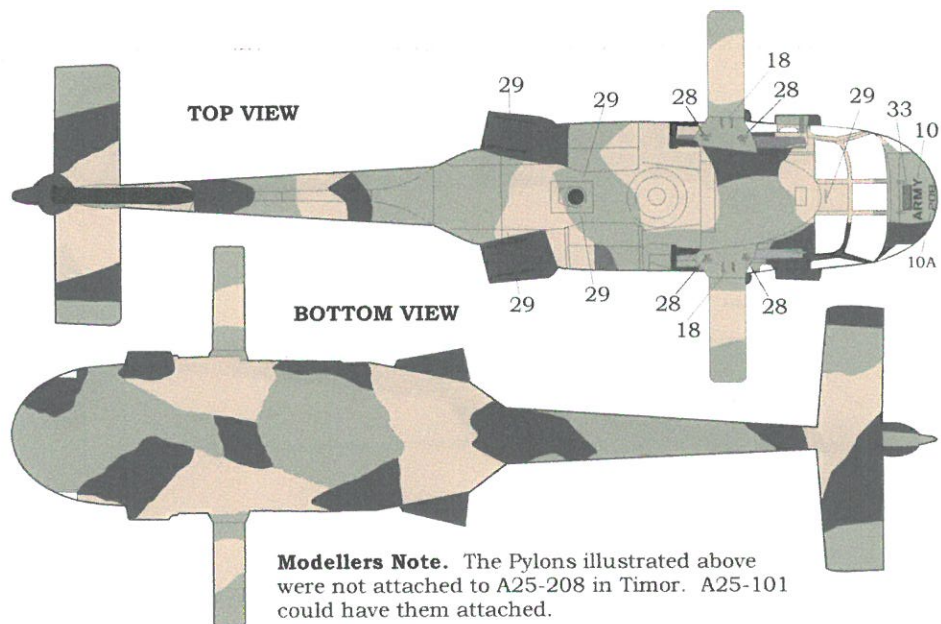 18
29
29
28
28
29
33
10
TOP VIEW
ARMY
208
10A
29
29
28
18
28
BOTTOM VIEW
Modellers Note. The Pylons illustrated above
were not attached to A25-208 in Timor. A25-101
could have them attached.